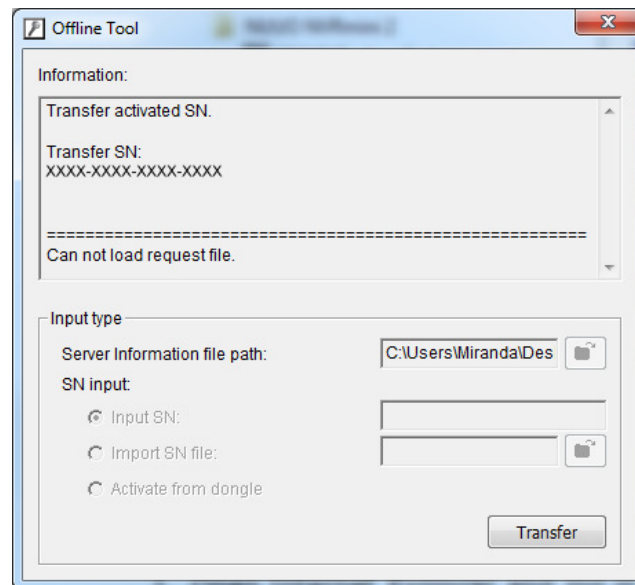 Offline Tool
Information:
Transfer activated SN.
Transfer SN:
XXXX-XXXX-XXXX-XXXX
========================================================
Can not load request file.
Input type
Server Information file path:
C:\Users\Miranda\Des
SN input:
Input SN:
Import SN file:
Activate from dongle
Transfer